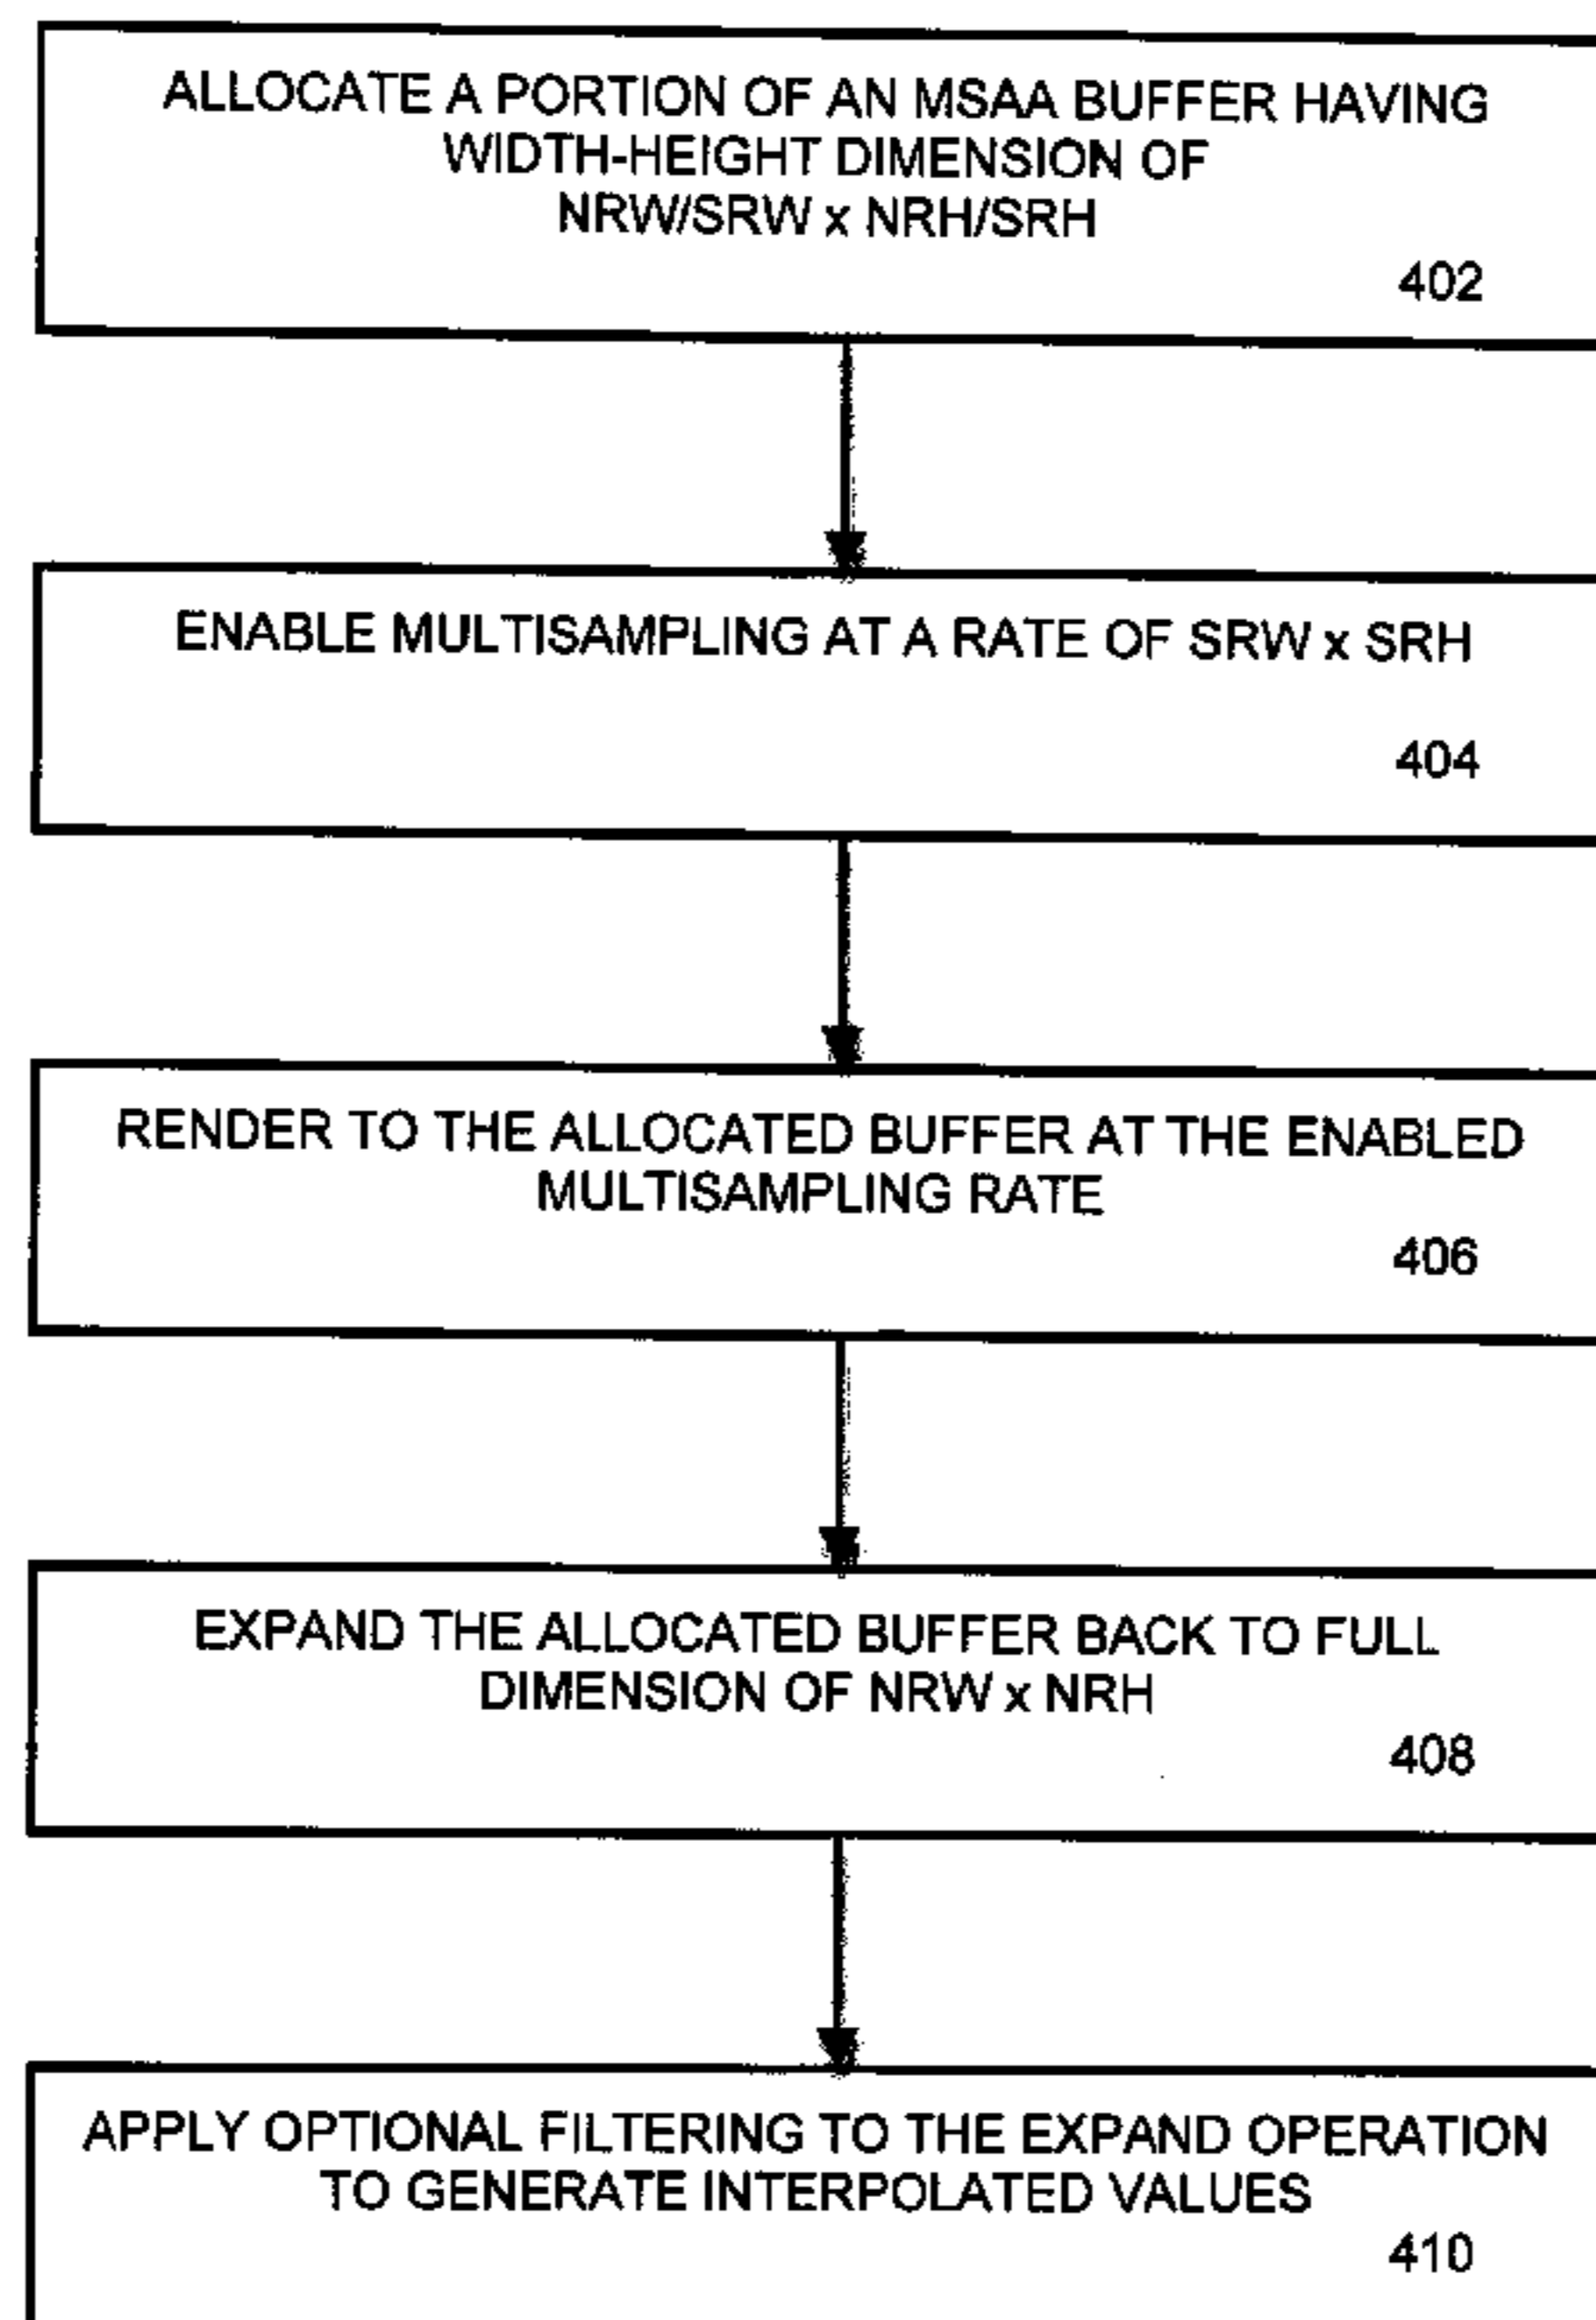 ALLOCATE A PORTION OF AN MSAA BUFFER HAVING
WIDTH-HEIGHT DIMENSION OF
NRW/SRW x NRH/SRH
402
ENABLE MULTISAMPLING AT A RATE OF SRW x SRH
404
RENDER TO THE ALLOCATED BUFFER AT THE ENABLED
MULTISAMPLING RATE
406
EXPAND THE ALLOCATED BUFFER BACK TO FULL
DIMENSION OF NRW x NRH
408
APPLY OPTIONAL FILTERING TO THE EXPAND OPERATION
TO GENERATE INTERPOLATED VALUES
410